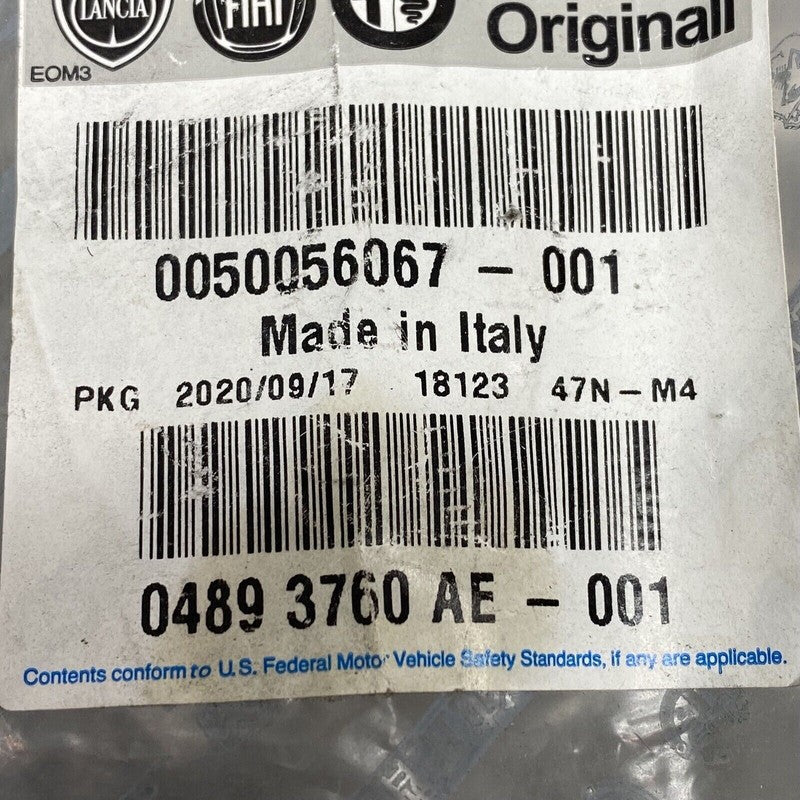 LANCIA FIAT Originali
EOM3
0050056067 - 001
Made in Italy
PKG 2020/09/17 18123 47N-M4
0489 3760 AE - 001
Contents conform to U.S. Federal Motor Vehicle Safety Standards, if any are applicable.